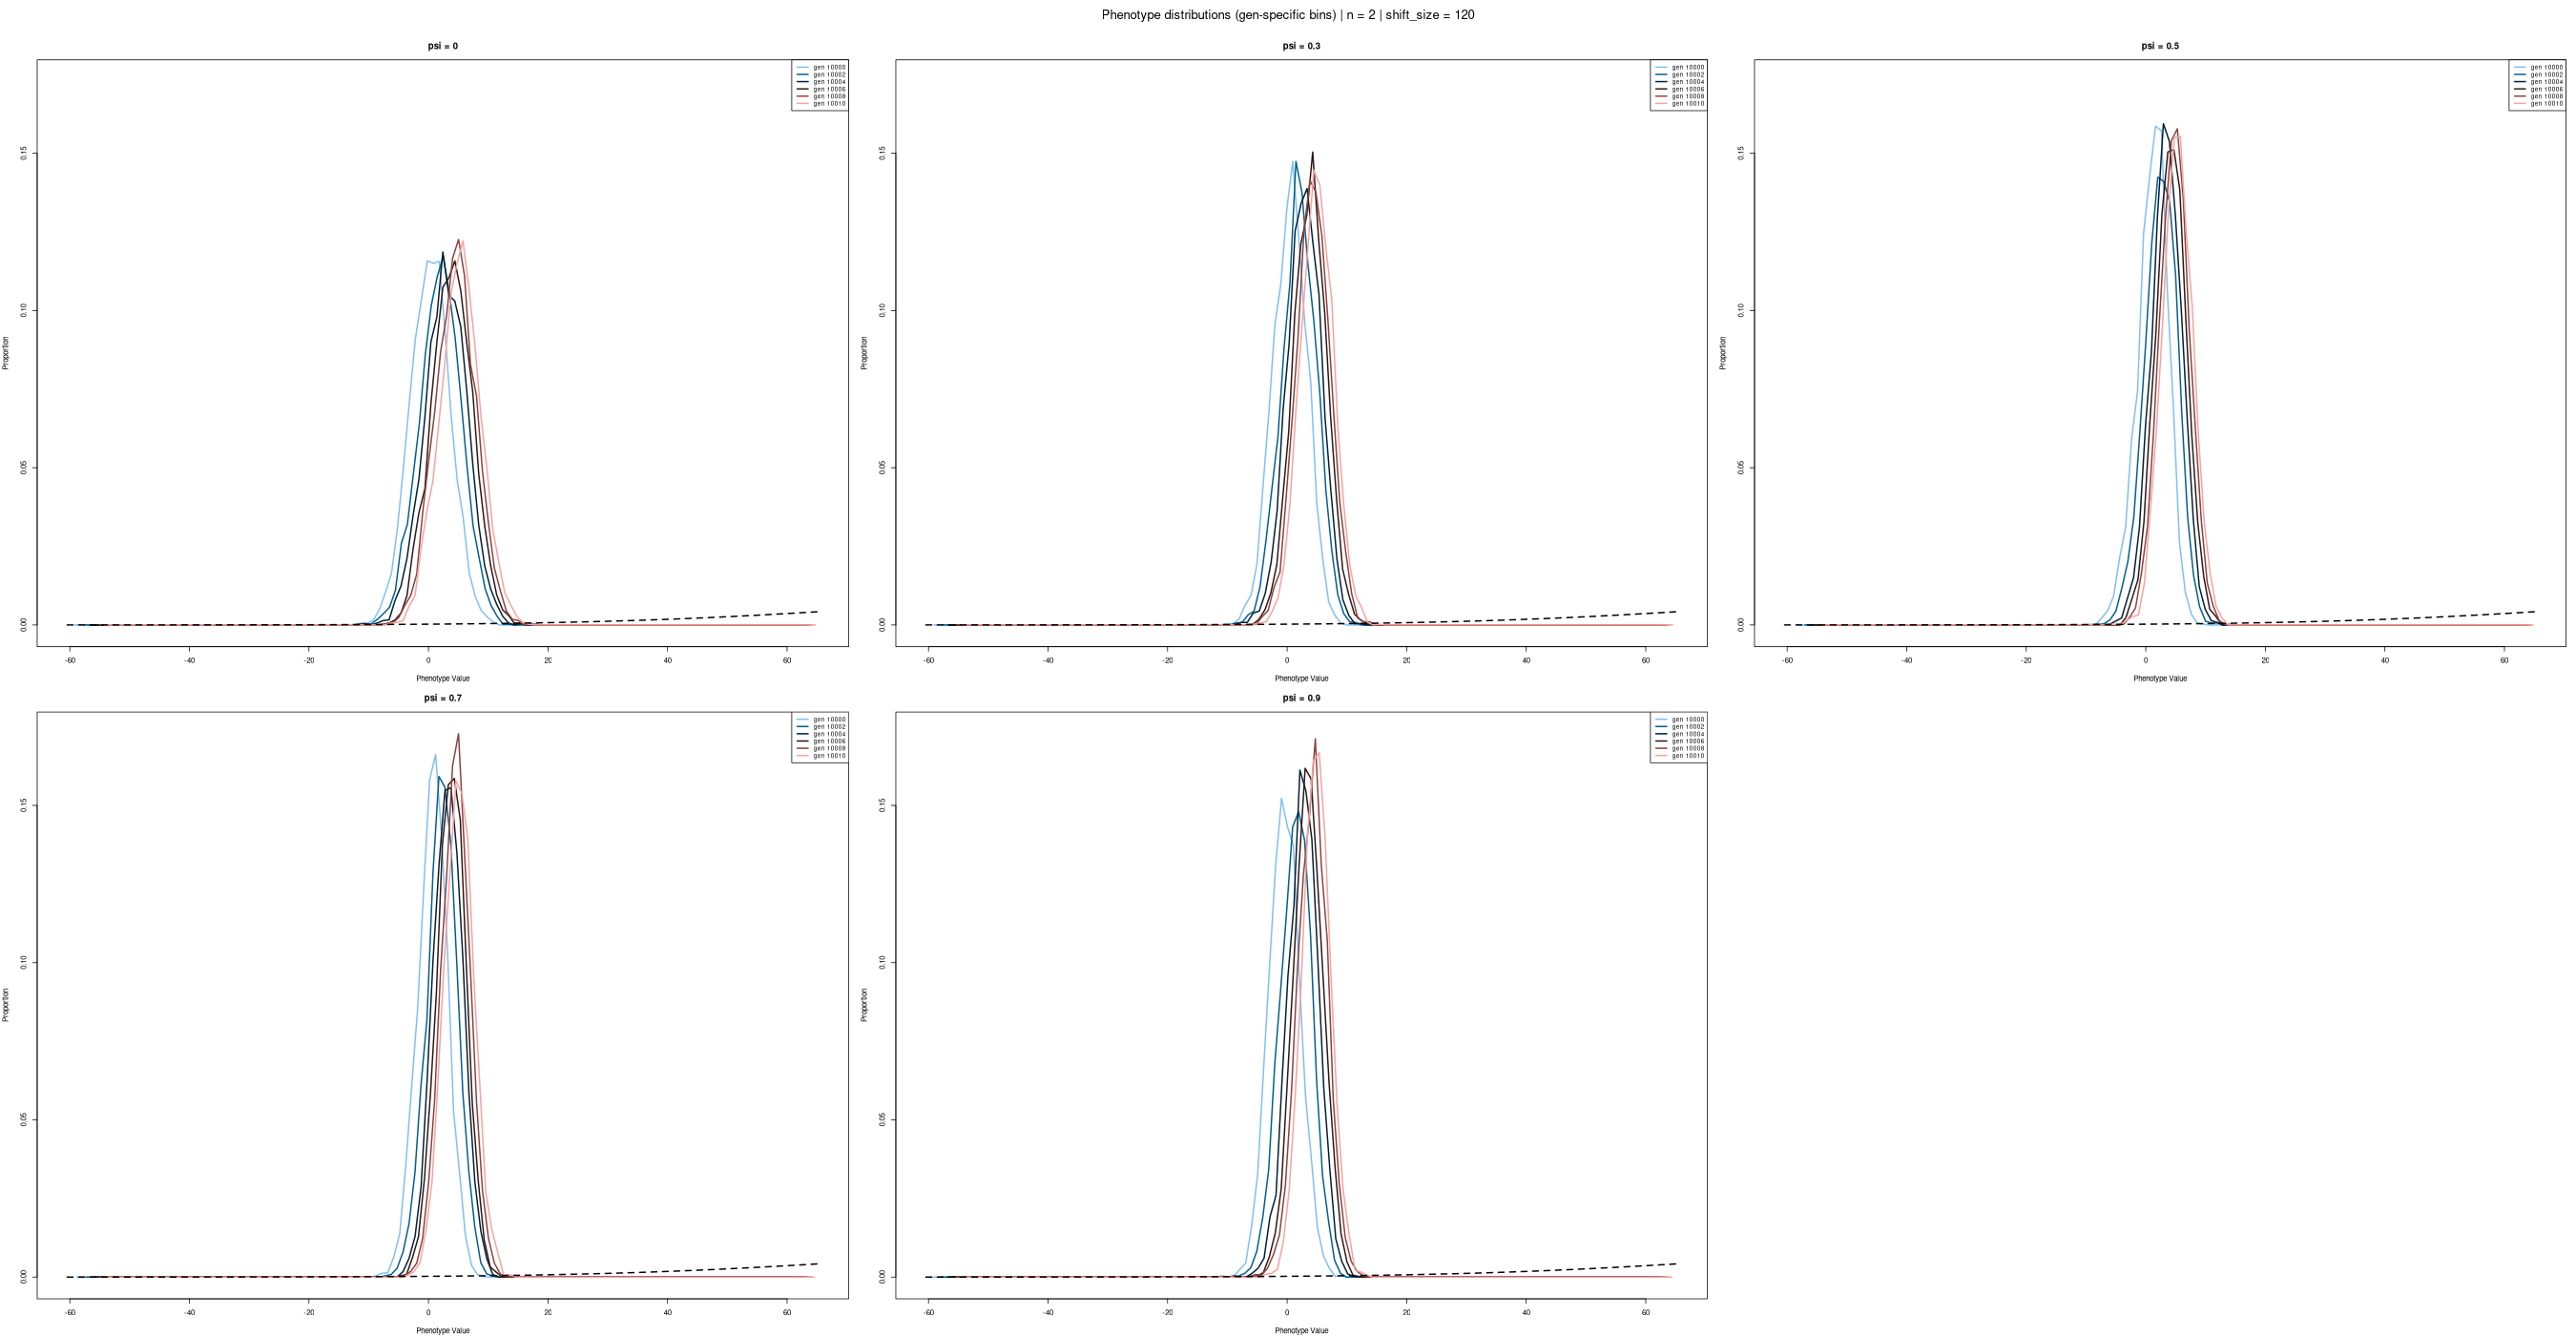 Phenotype distributions (gen-specific bins) | n = 2 | shift_size = 120
psi = 0
gen 10000
gen 10002
gen 10004
gen 10006
gen 10008
gen 10010
0.15
0.10
0.05
0.00
Proportion
-60 -40 -20 0 20 40 60
Phenotype Value
psi = 0.3
gen 10000
gen 10002
gen 10004
gen 10006
gen 10008
gen 10010
0.15
0.10
0.05
0.00
Proportion
-60 -40 -20 0 20 40 60
Phenotype Value
psi = 0.5
gen 10000
gen 10002
gen 10004
gen 10006
gen 10008
gen 10010
0.15
0.10
0.05
0.00
Proportion
-60 -40 -20 0 20 40 60
Phenotype Value
psi = 0.7
gen 10000
gen 10002
gen 10004
gen 10006
gen 10008
gen 10010
0.15
0.10
0.05
0.00
Proportion
-60 -40 -20 0 20 40 60
Phenotype Value
psi = 0.9
gen 10000
gen 10002
gen 10004
gen 10006
gen 10008
gen 10010
0.15
0.10
0.05
0.00
Proportion
-60 -40 -20 0 20 40 60
Phenotype Value